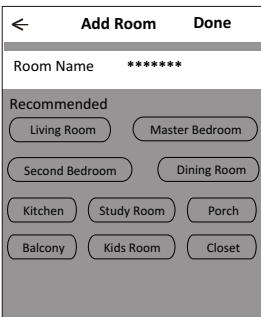 ← Add Room Done
Room Name *******
Recommended
Living Room Master Bedroom
Second Bedroom Dining Room
Kitchen Study Room Porch
Balcony Kids Room Closet